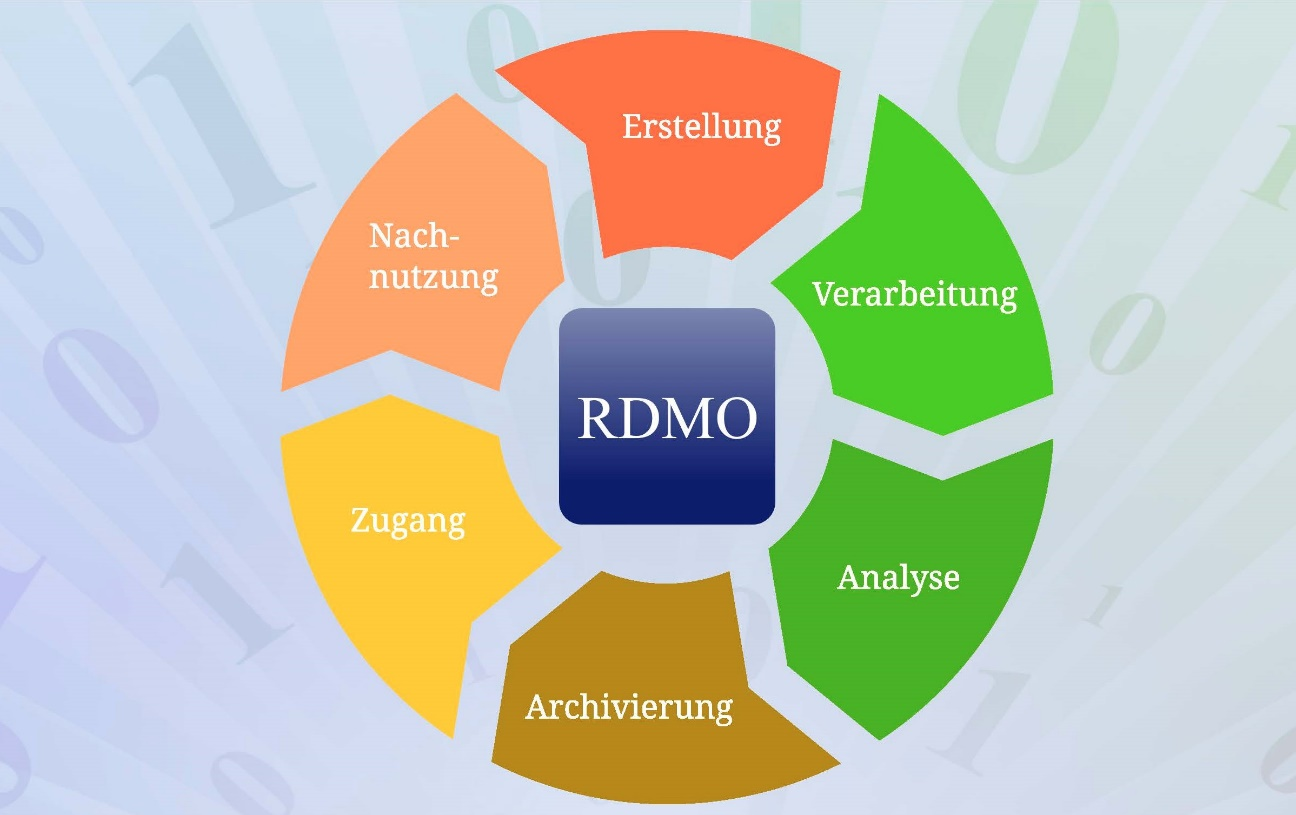 Erstellung
Verarbeitung
Analyse
Archivierung
Zugang
Nach-
nutzung
RDMO